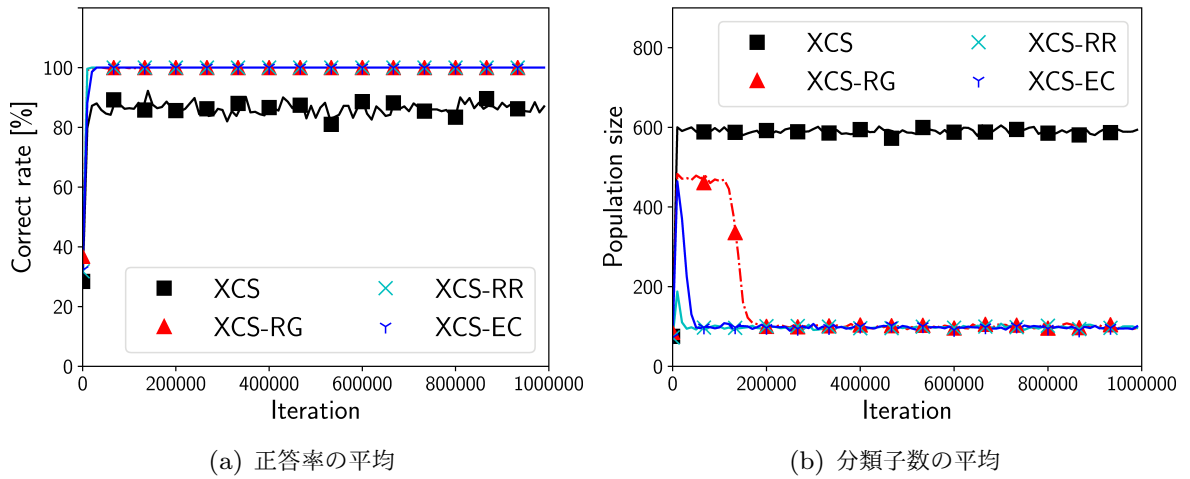 Correct rate [%]
100
80
60
40
20
0
XCS
XCS-RG
XCS-RR
XCS-EC
0 200000 400000 600000 800000 1000000
Iteration
(a) 正答率の平均
Population size
800
600
400
200
0
XCS
XCS-RG
XCS-RR
XCS-EC
0 200000 400000 600000 800000 1000000
Iteration
(b) 分類子数の平均